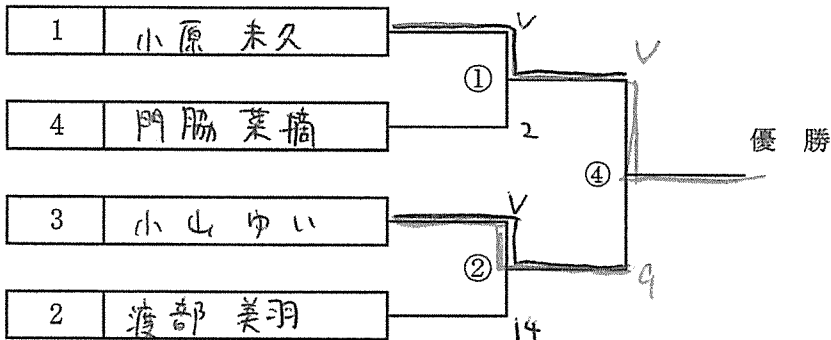 1 小原 未久 V
① V
4 門脇 菜摘 2
優 勝
④
3 小山 ゆい V
② 9
2 渡部 美羽 14